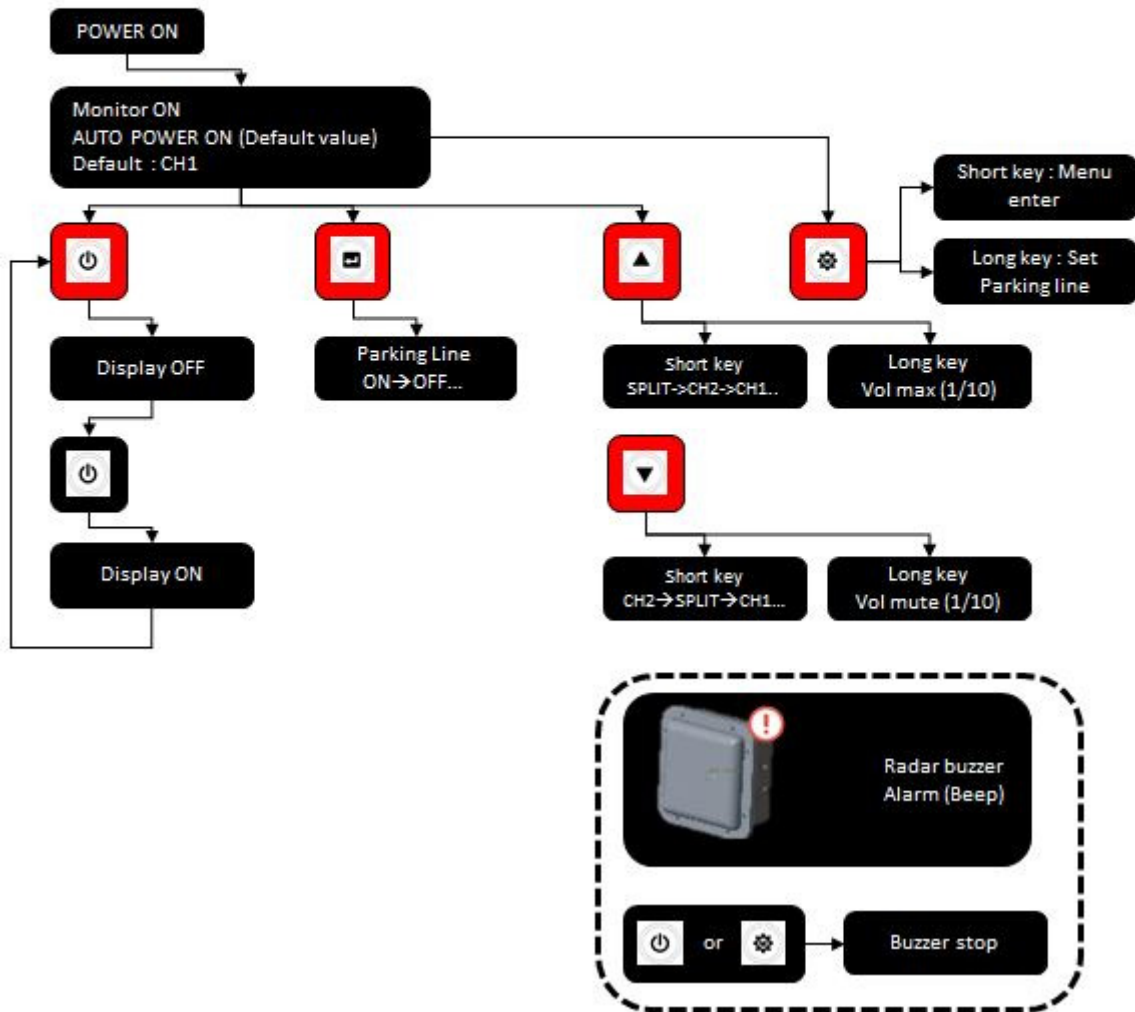 POWER ON
Monitor ON
AUTO POWER ON (Default value)
Default : CH1
Short key : Menu
enter
Long key : Set
Parking line
Display OFF
Parking Line
ON→OFF...
Short key
SPLIT->CH2->CH1..
Long key
Vol max (1/10)
Display ON
Short key
CH2→SPLIT→CH1...
Long key
Vol mute (1/10)
Radar buzzer
Alarm (Beep)
or
Buzzer stop